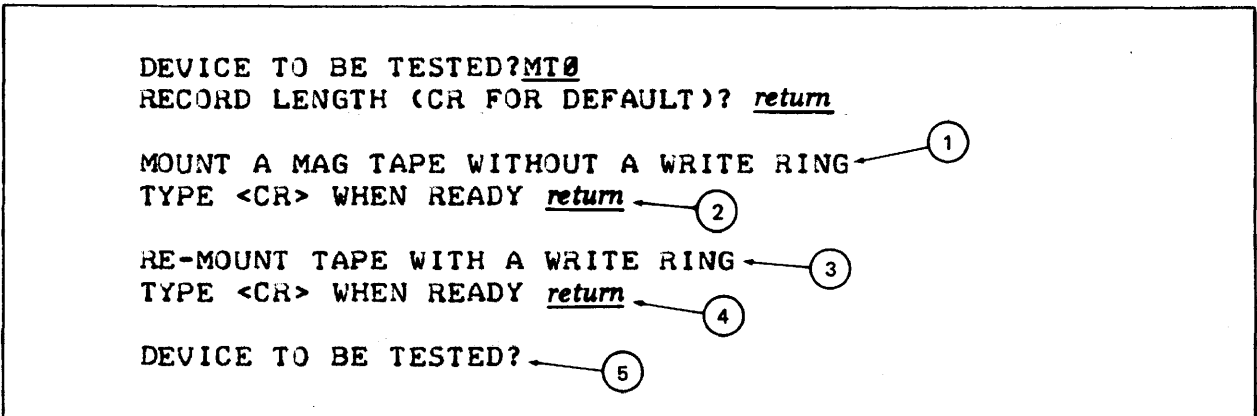 DEVICE TO BE TESTED?MTØ
RECORD LENGTH (CR FOR DEFAULT)? return
MOUNT A MAG TAPE WITHOUT A WRITE RING 1
TYPE <CR> WHEN READY return 2
RE-MOUNT TAPE WITH A WRITE RING 3
TYPE <CR> WHEN READY return 4
DEVICE TO BE TESTED? 5